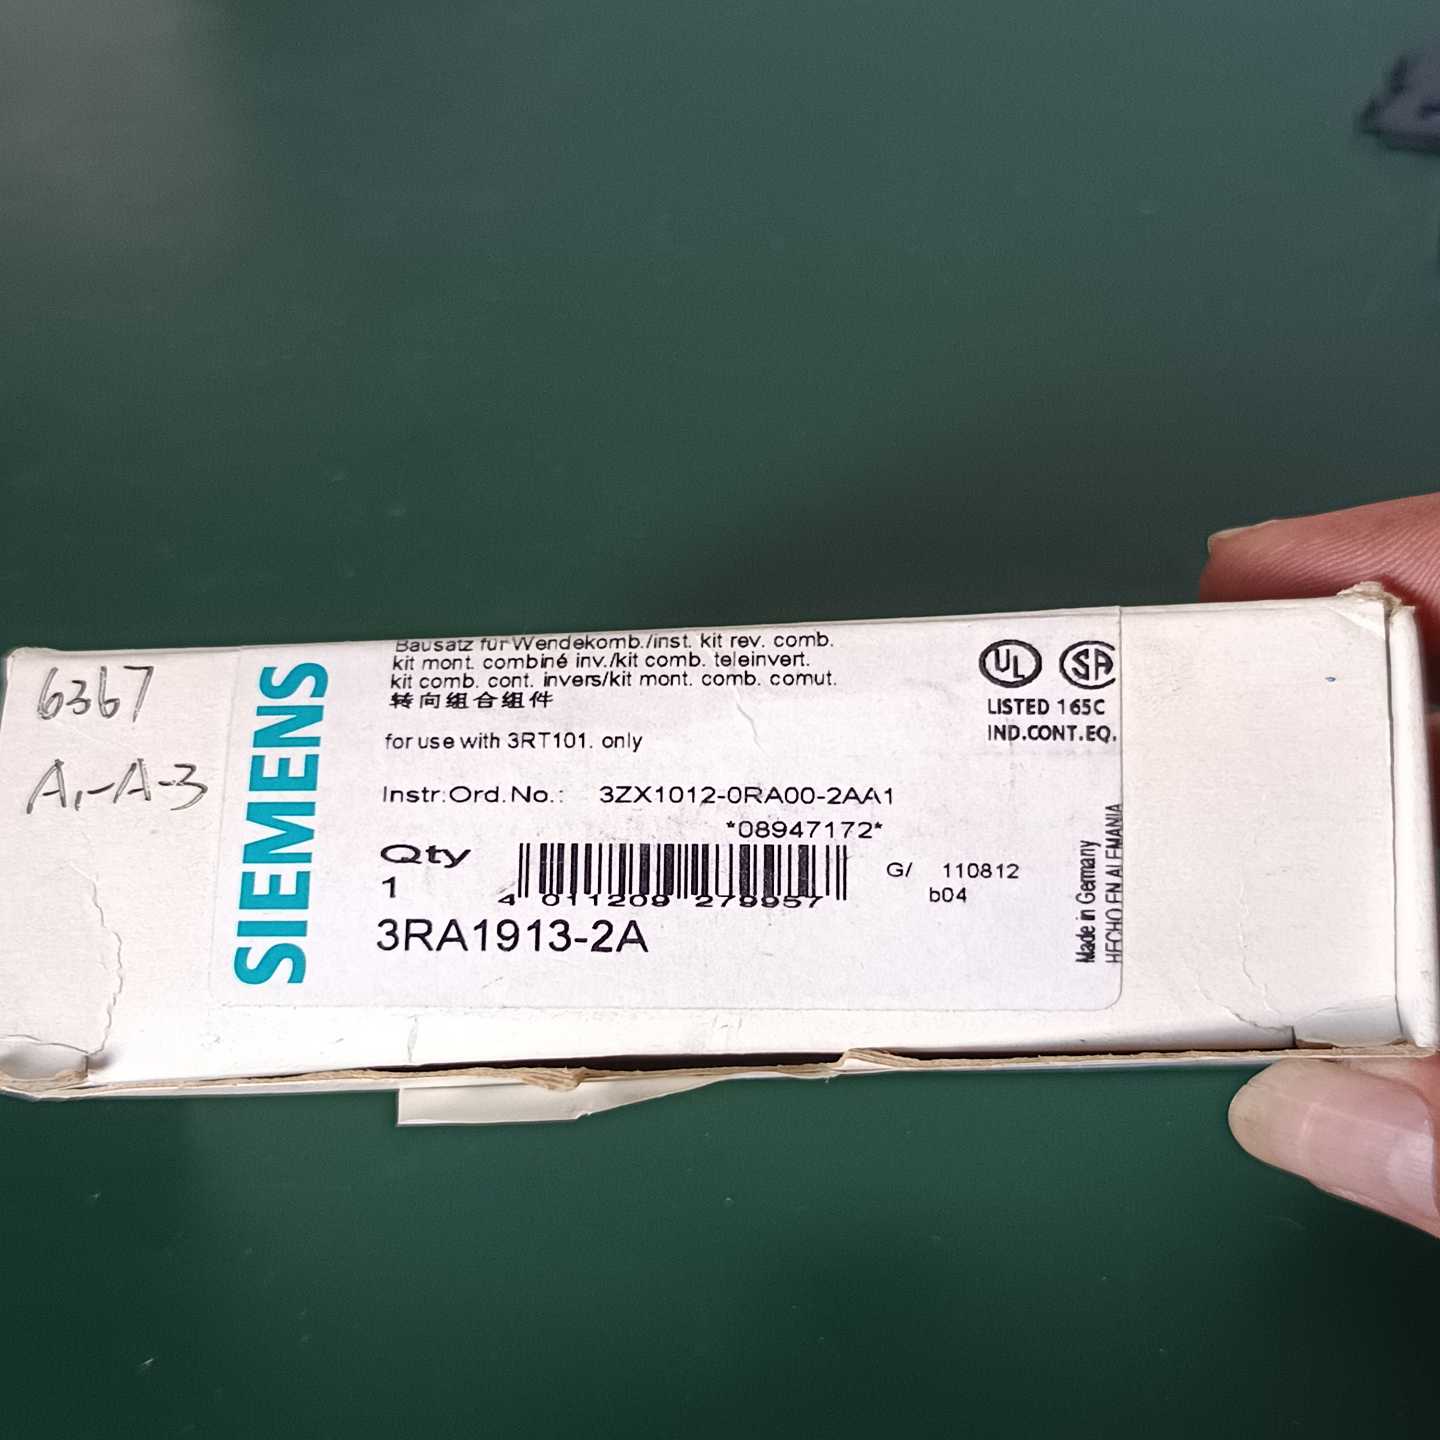 6367
A1-A-3
SIEMENS
Bausatz für Wendekomb./inst. kit rev. comb.
kit mont. combiné inv./kit comb. teleinvert.
kit comb. cont. invers/kit mont. comb. comut.
转向组合组件
for use with 3RT101. only
Instr:Ord.No.: 3ZX1012-0RA00-2AA1
*08947172*
Qty
1
4 011209 279957
3RA1913-2A
G/ 110812
b04
UL SA
LISTED 165C
IND.CONT.EQ.
Made in Germany
HECHO EN ALEMANIA